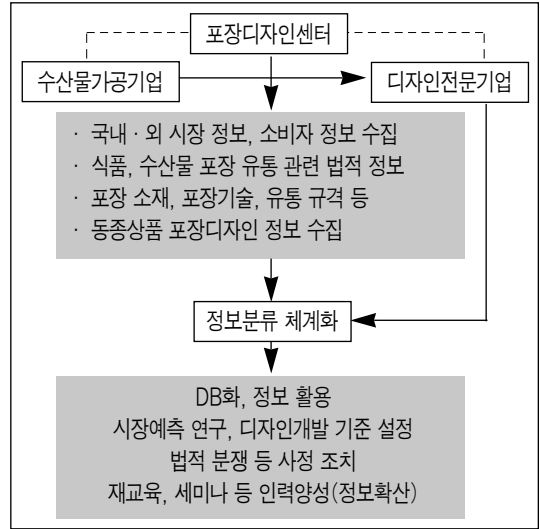 포장디자인센터
수산물가공기업
디자인전문기업
· 국내 · 외 시장 정보, 소비자 정보 수집
· 식품, 수산물 포장 유통 관련 법적 정보
· 포장 소재, 포장기술, 유통 규격 등
· 동종상품 포장디자인 정보 수집
정보분류 체계화
DB화, 정보 활용
시장예측 연구, 디자인개발 기준 설정
법적 분쟁 등 사정 조치
재교육, 세미나 등 인력양성(정보확산)